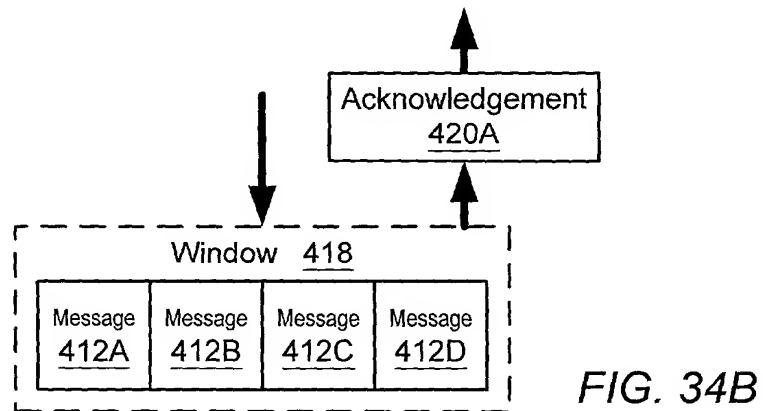 Acknowledgement
420A
Window 418
Message Message Message Message
412A 412B 412C 412D
FIG. 34B